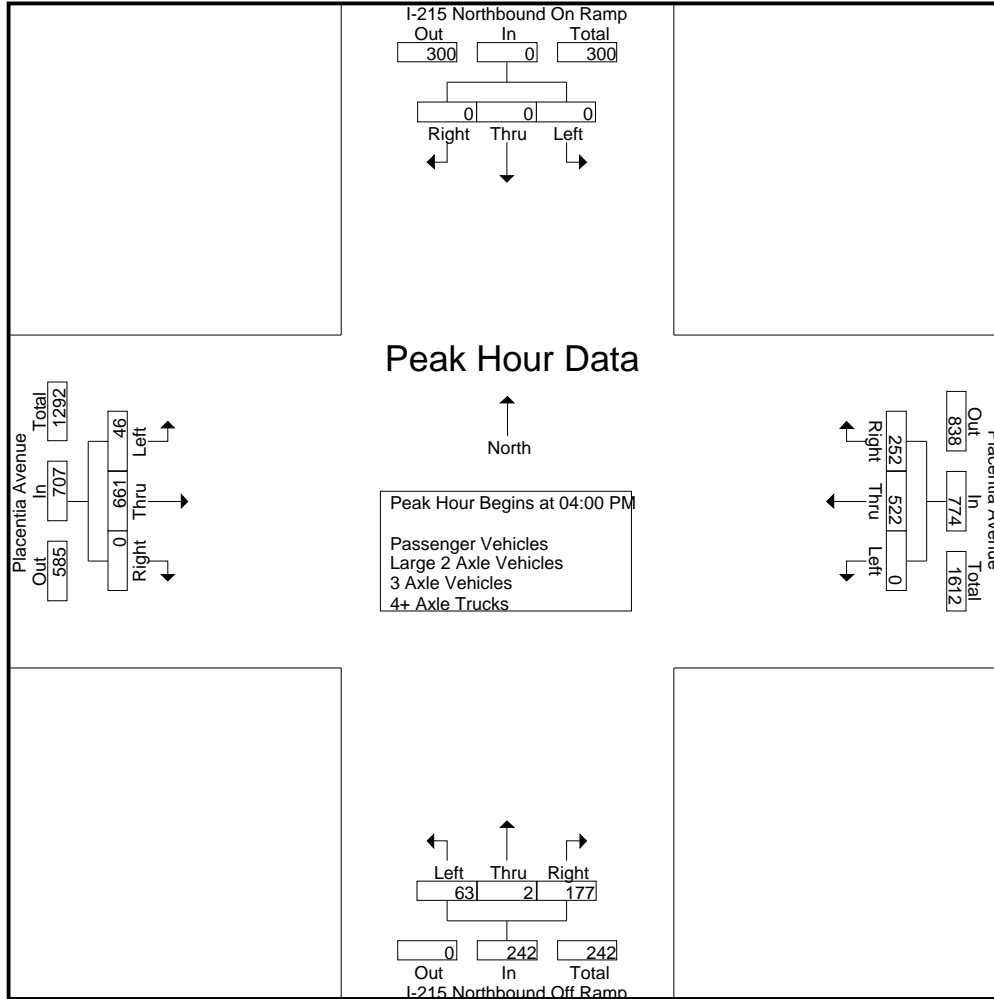 I-215 Northbound On Ramp
Out In Total
300 0 300
0 0 0
Right Thru Left
Peak Hour Data
North
Peak Hour Begins at 04:00 PM
Passenger Vehicles
Large 2 Axle Vehicles
3 Axle Vehicles
4+ Axle Trucks
Placentia Avenue
Out In Total
585 707 1292
Left Thru Right
46 661 0
Placentia Avenue
Out In Total
838 774 1612
Right Thru Left
252 522 0
Left Thru Right
63 2 177
0 242 242
Out In Total
I-215 Northbound Off Ramp